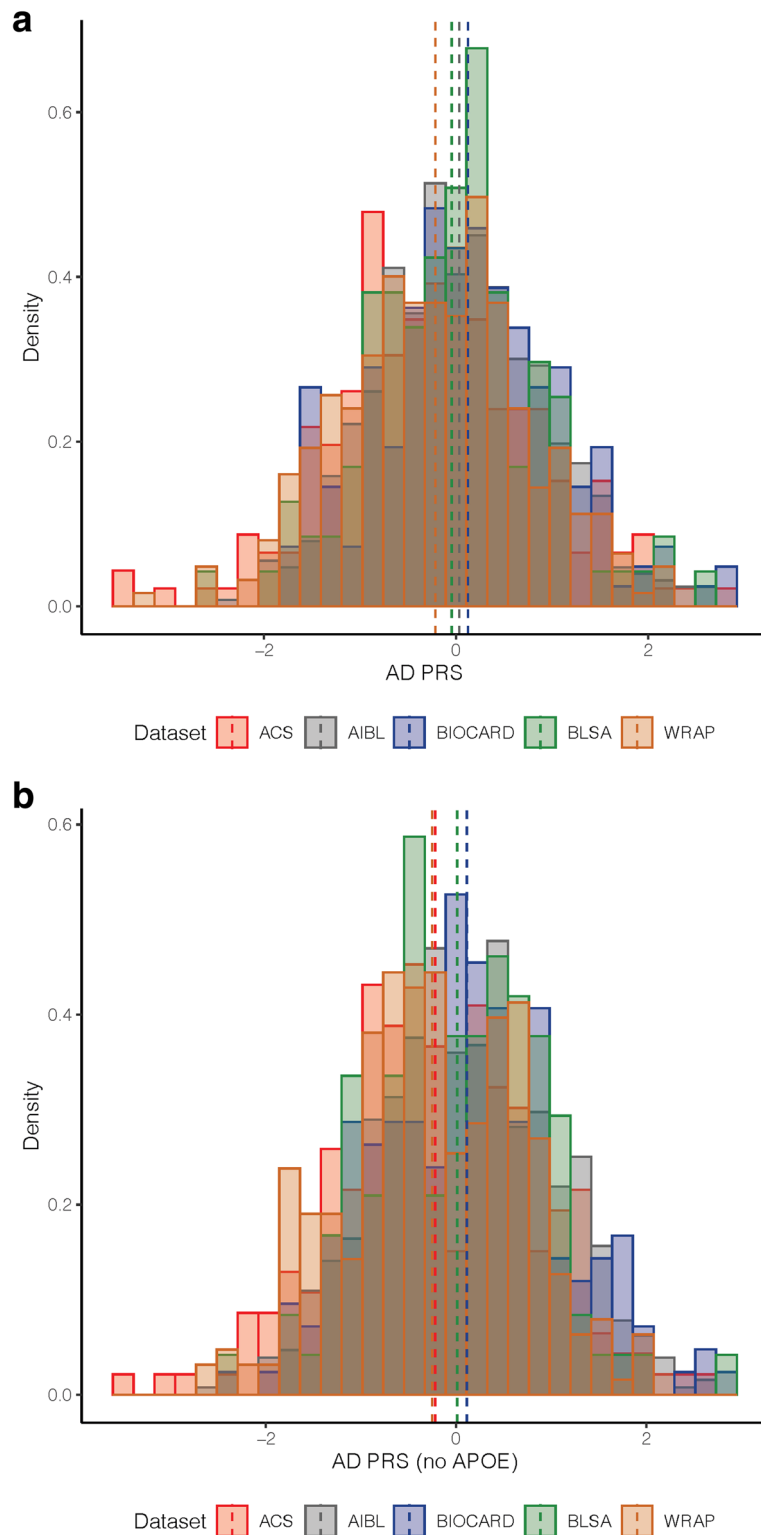 a
0.6
0.4
0.2
0.0
Density
−2 0 2
AD PRS
Dataset ACS AIBL BIOCARD BLSA WRAP
b
0.6
0.4
0.2
0.0
Density
−2 0 2
AD PRS (no APOE)
Dataset ACS AIBL BIOCARD BLSA WRAP